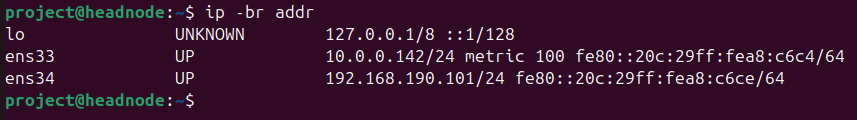 project@headnode:~$ ip -br addr
lo               UNKNOWN        127.0.0.1/8 ::1/128
ens33            UP             10.0.0.142/24 metric 100 fe80::20c:29ff:fea8:c6c4/64
ens34            UP             192.168.190.101/24 fe80::20c:29ff:fea8:c6ce/64
project@headnode:~$